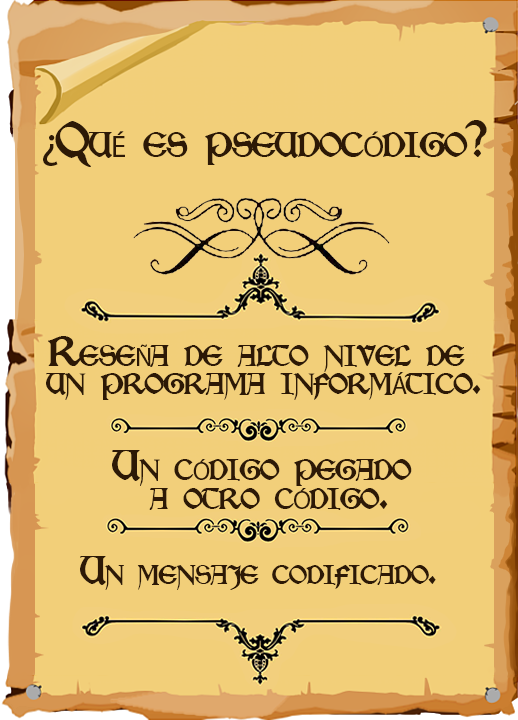 ¿Qué es pseudocódigo?
Reseña de alto nivel de
un programa informático.
Un código pegado
a otro código.
Un mensaje codificado.